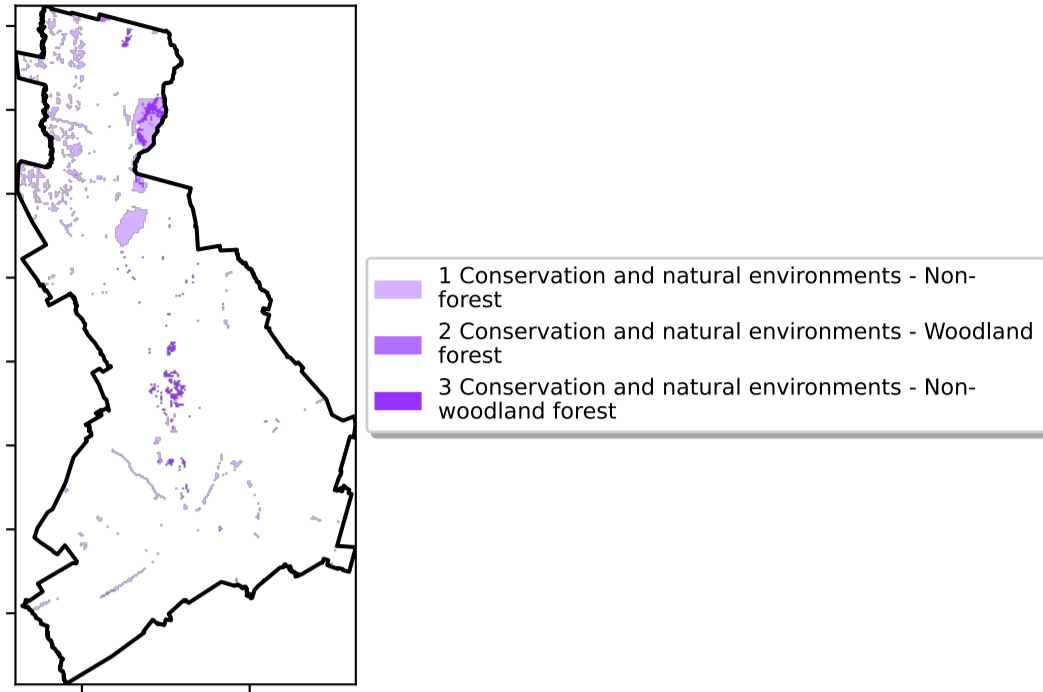 1 Conservation and natural environments - Non-
forest
2 Conservation and natural environments - Woodland
forest
3 Conservation and natural environments - Non-
woodland forest